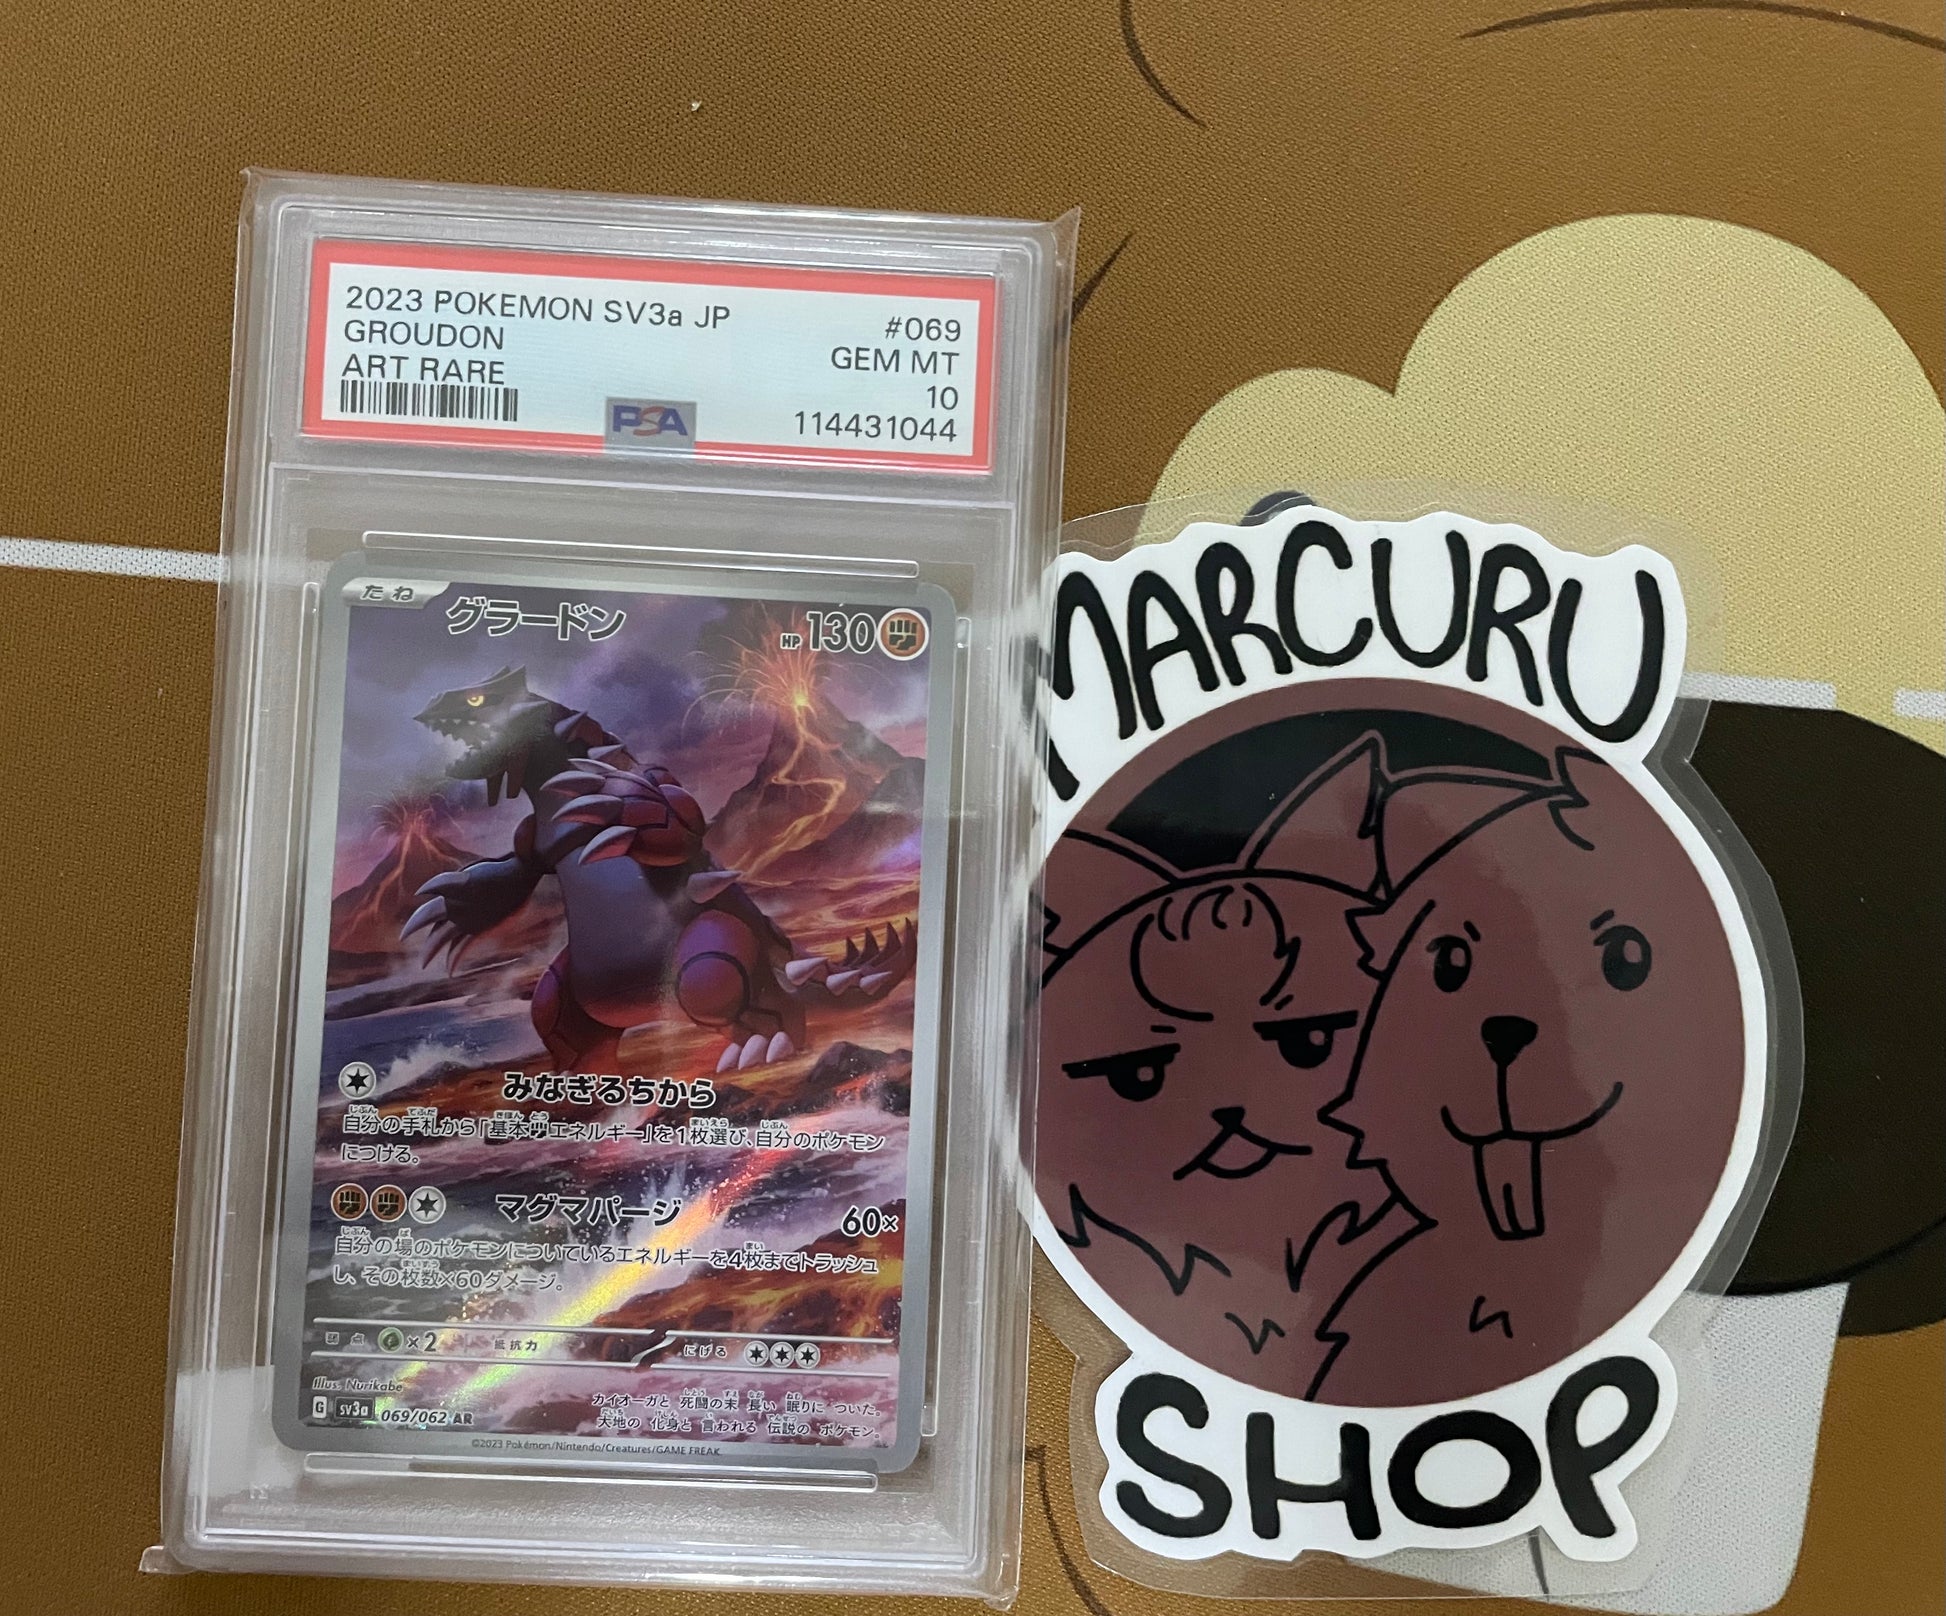 2023 POKEMON SV3a JP
#069
GROUDON
GEM MT
ART RARE
10
PSA
114431044
たね
グラードン
HP 130
みなぎるちから
自分の手札から「基本エネルギー」を1枚選び、自分のポケモン
につける。
マグマパージ
60×
自分の場のポケモンについているエネルギーを4枚までトラッシュ
し、その枚数×60ダメージ。
弱点
×2
抵抗力
にげる
Illus. Nurikabe
G
sv3a
069/062 AR
カイオーガと 死闘の末 長い 眠りに ついた。
大地の 化身と 言われる 伝説の ポケモン。
©2023 Pokémon/Nintendo/Creatures/GAME FREAK
MARCURU
SHOP